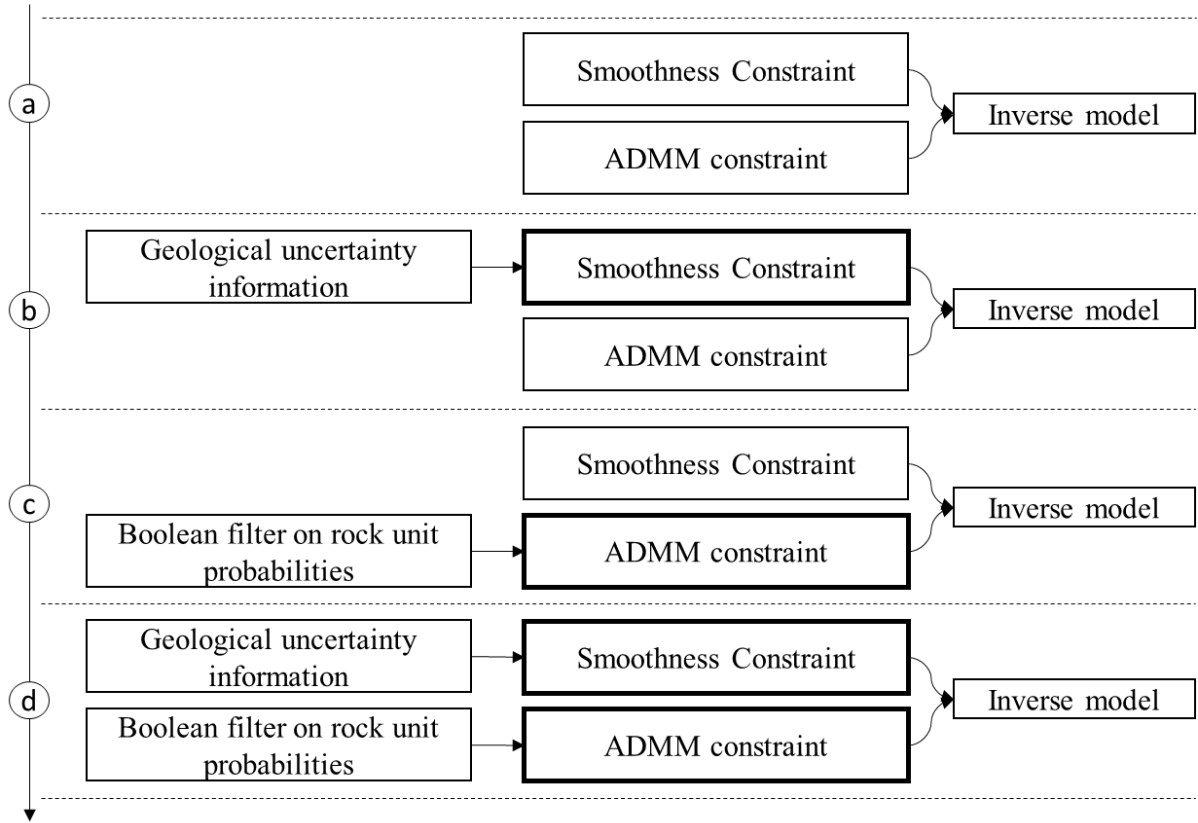 a
Smoothness Constraint
ADMM constraint
Inverse model
b
Geological uncertainty
information
Smoothness Constraint
ADMM constraint
Inverse model
c
Smoothness Constraint
Boolean filter on rock unit
probabilities
ADMM constraint
Inverse model
d
Geological uncertainty
information
Smoothness Constraint
Boolean filter on rock unit
probabilities
ADMM constraint
Inverse model